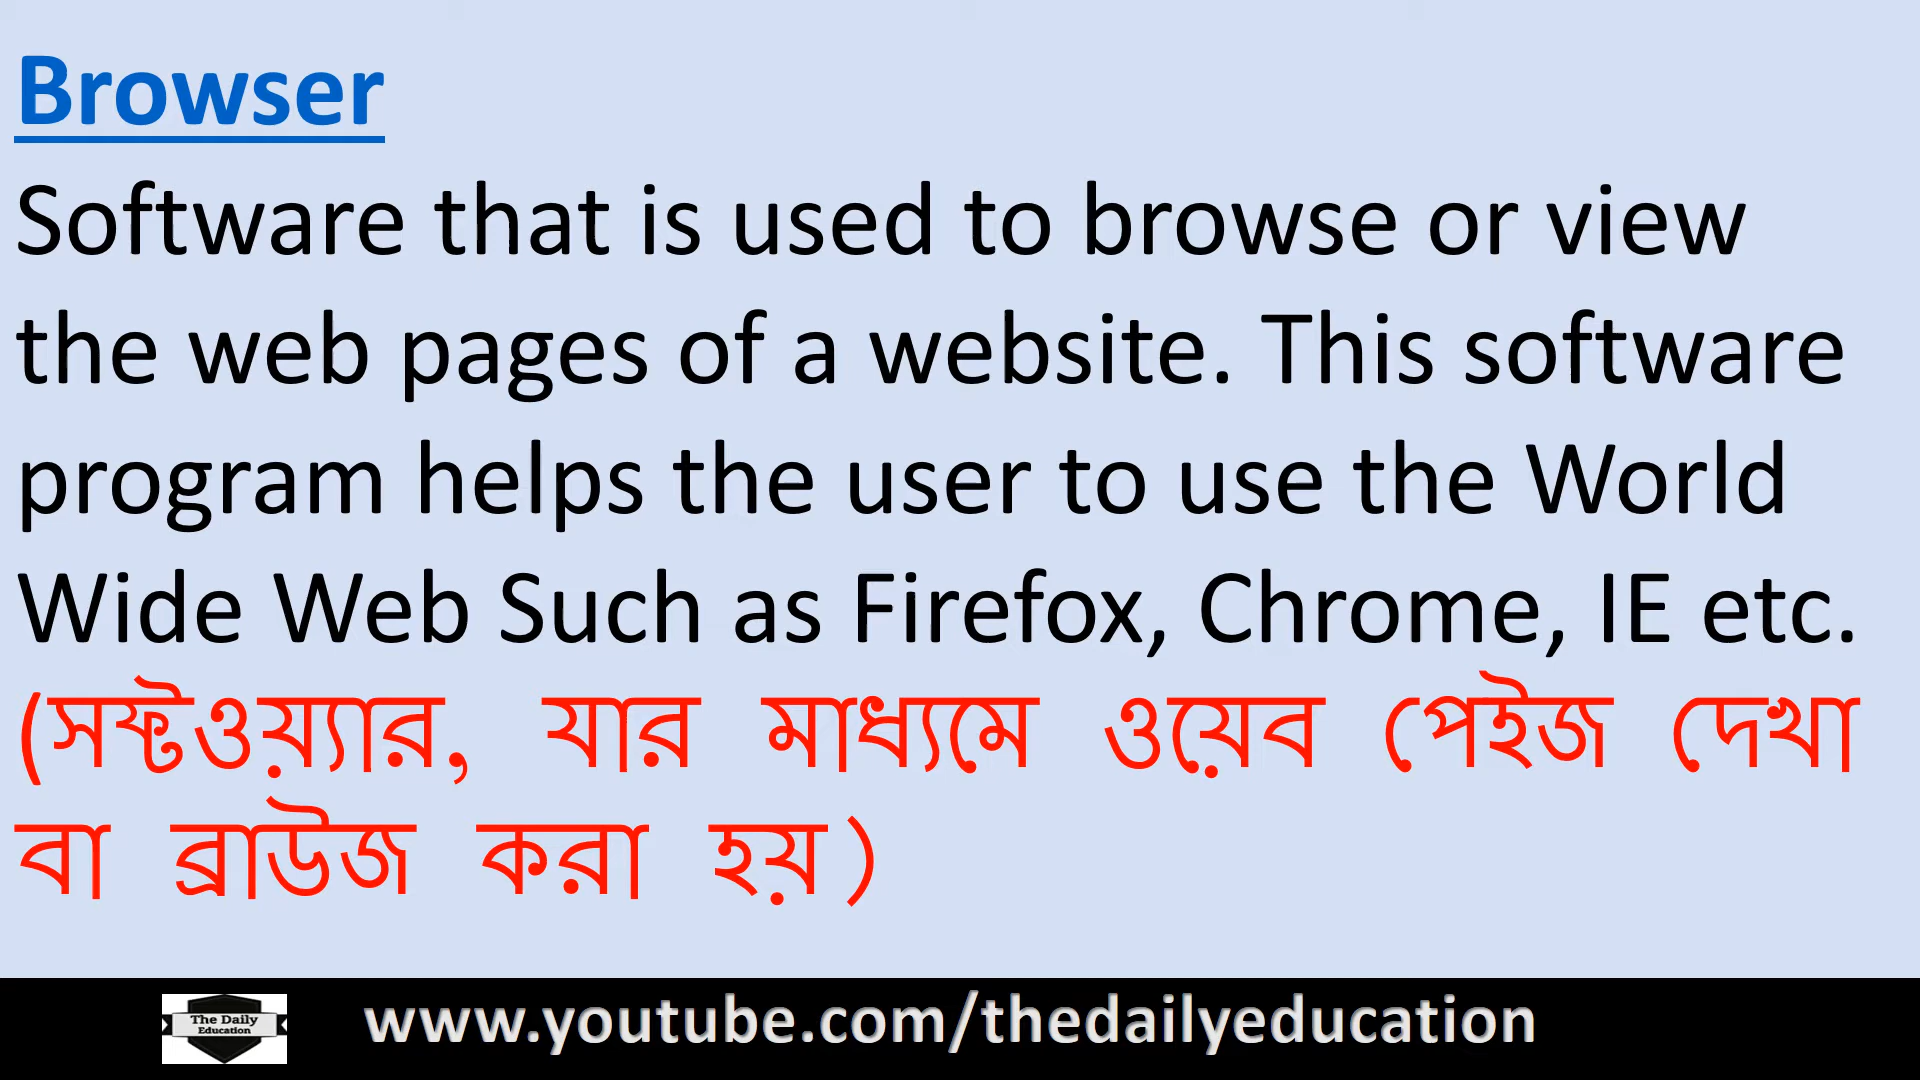 Browser
Software that is used to browse or view
the web pages of a website. This software
program helps the user to use the World
Wide Web Such as Firefox, Chrome, IE etc.
(সফ্টওয়্যার, যার মাধ্যমে ওয়েব পেইজ দেখা
বা ব্রাউজ করা হয়)
The Daily
Education
www.youtube.com/thedailyeducation